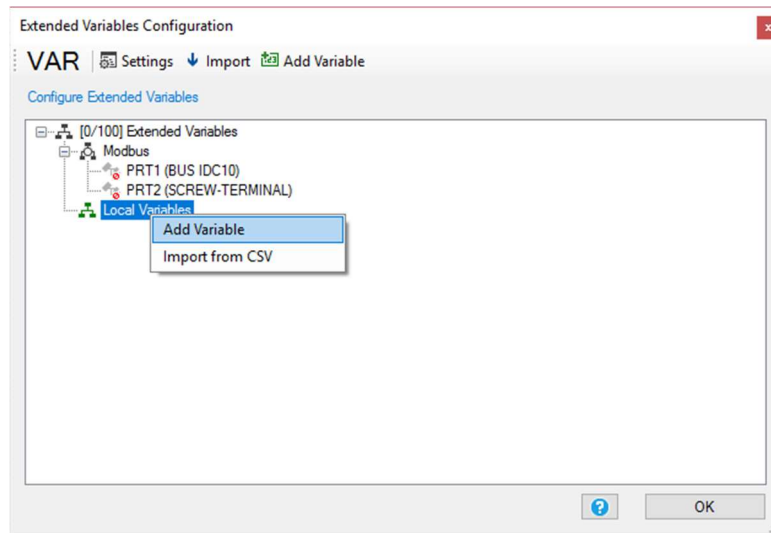 Extended Variables Configuration
VAR Settings Import Add Variable
Configure Extended Variables
[0/100] Extended Variables
Modbus
PRT1 (BUS IDC10)
PRT2 (SCREW-TERMINAL)
Local Variables
Add Variable
Import from CSV
OK